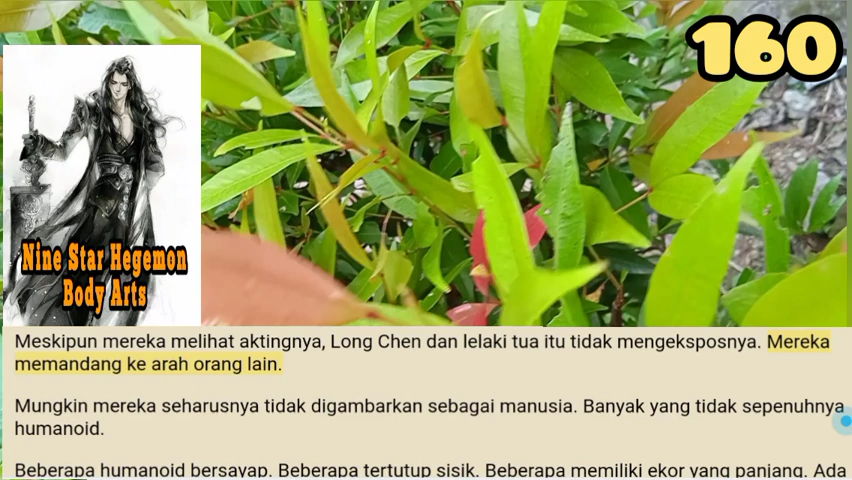 160
Nine Star Hegemon
Body Arts
Meskipun mereka melihat aktingnya, Long Chen dan lelaki tua itu tidak mengeksposnya. Mereka
memandang ke arah orang lain.
Mungkin mereka seharusnya tidak digambarkan sebagai manusia. Banyak yang tidak sepenuhnya
humanoid.
Beberapa humanoid bersayap. Beberapa tertutup sisik. Beberapa memiliki ekor yang panjang. Ada